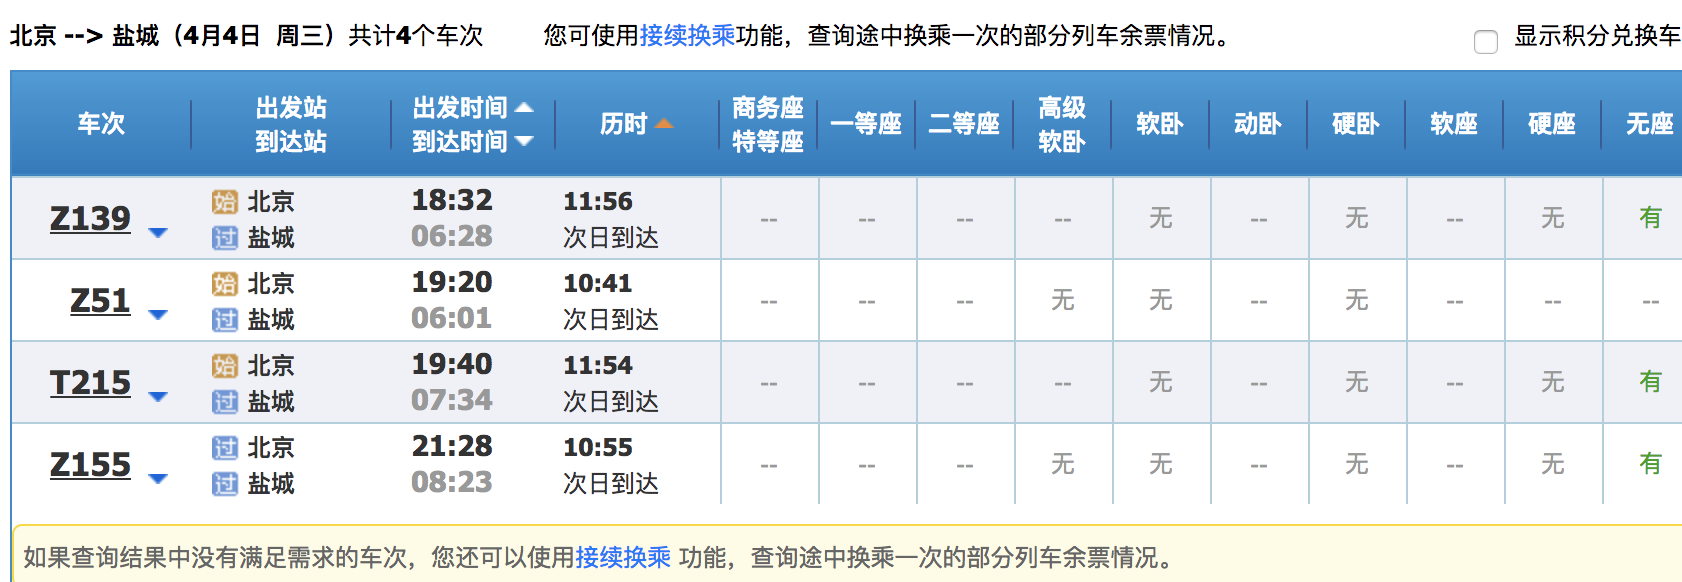 北京 --> 盐城（4月4日 周三）共计4个车次 您可使用接续换乘功能，查询途中换乘一次的部分列车余票情况。 显示积分兑换车
车次 出发站 到达站 出发时间 到达时间 历时 商务座 特等座 一等座 二等座 高级 软卧 软卧 动卧 硬卧 软座 硬座 无座
Z139 始 北京 18:32 11:56 -- -- -- -- 无 -- 无 -- 无 有
过 盐城 06:28 次日到达
Z51 始 北京 19:20 10:41 -- -- -- 无 无 -- 无 -- -- --
过 盐城 06:01 次日到达
T215 始 北京 19:40 11:54 -- -- -- -- 无 -- 无 -- 无 有
过 盐城 07:34 次日到达
Z155 过 北京 21:28 10:55 -- -- -- 无 无 -- 无 -- 无 有
过 盐城 08:23 次日到达
如果查询结果中没有满足需求的车次，您还可以使用接续换乘 功能，查询途中换乘一次的部分列车余票情况。